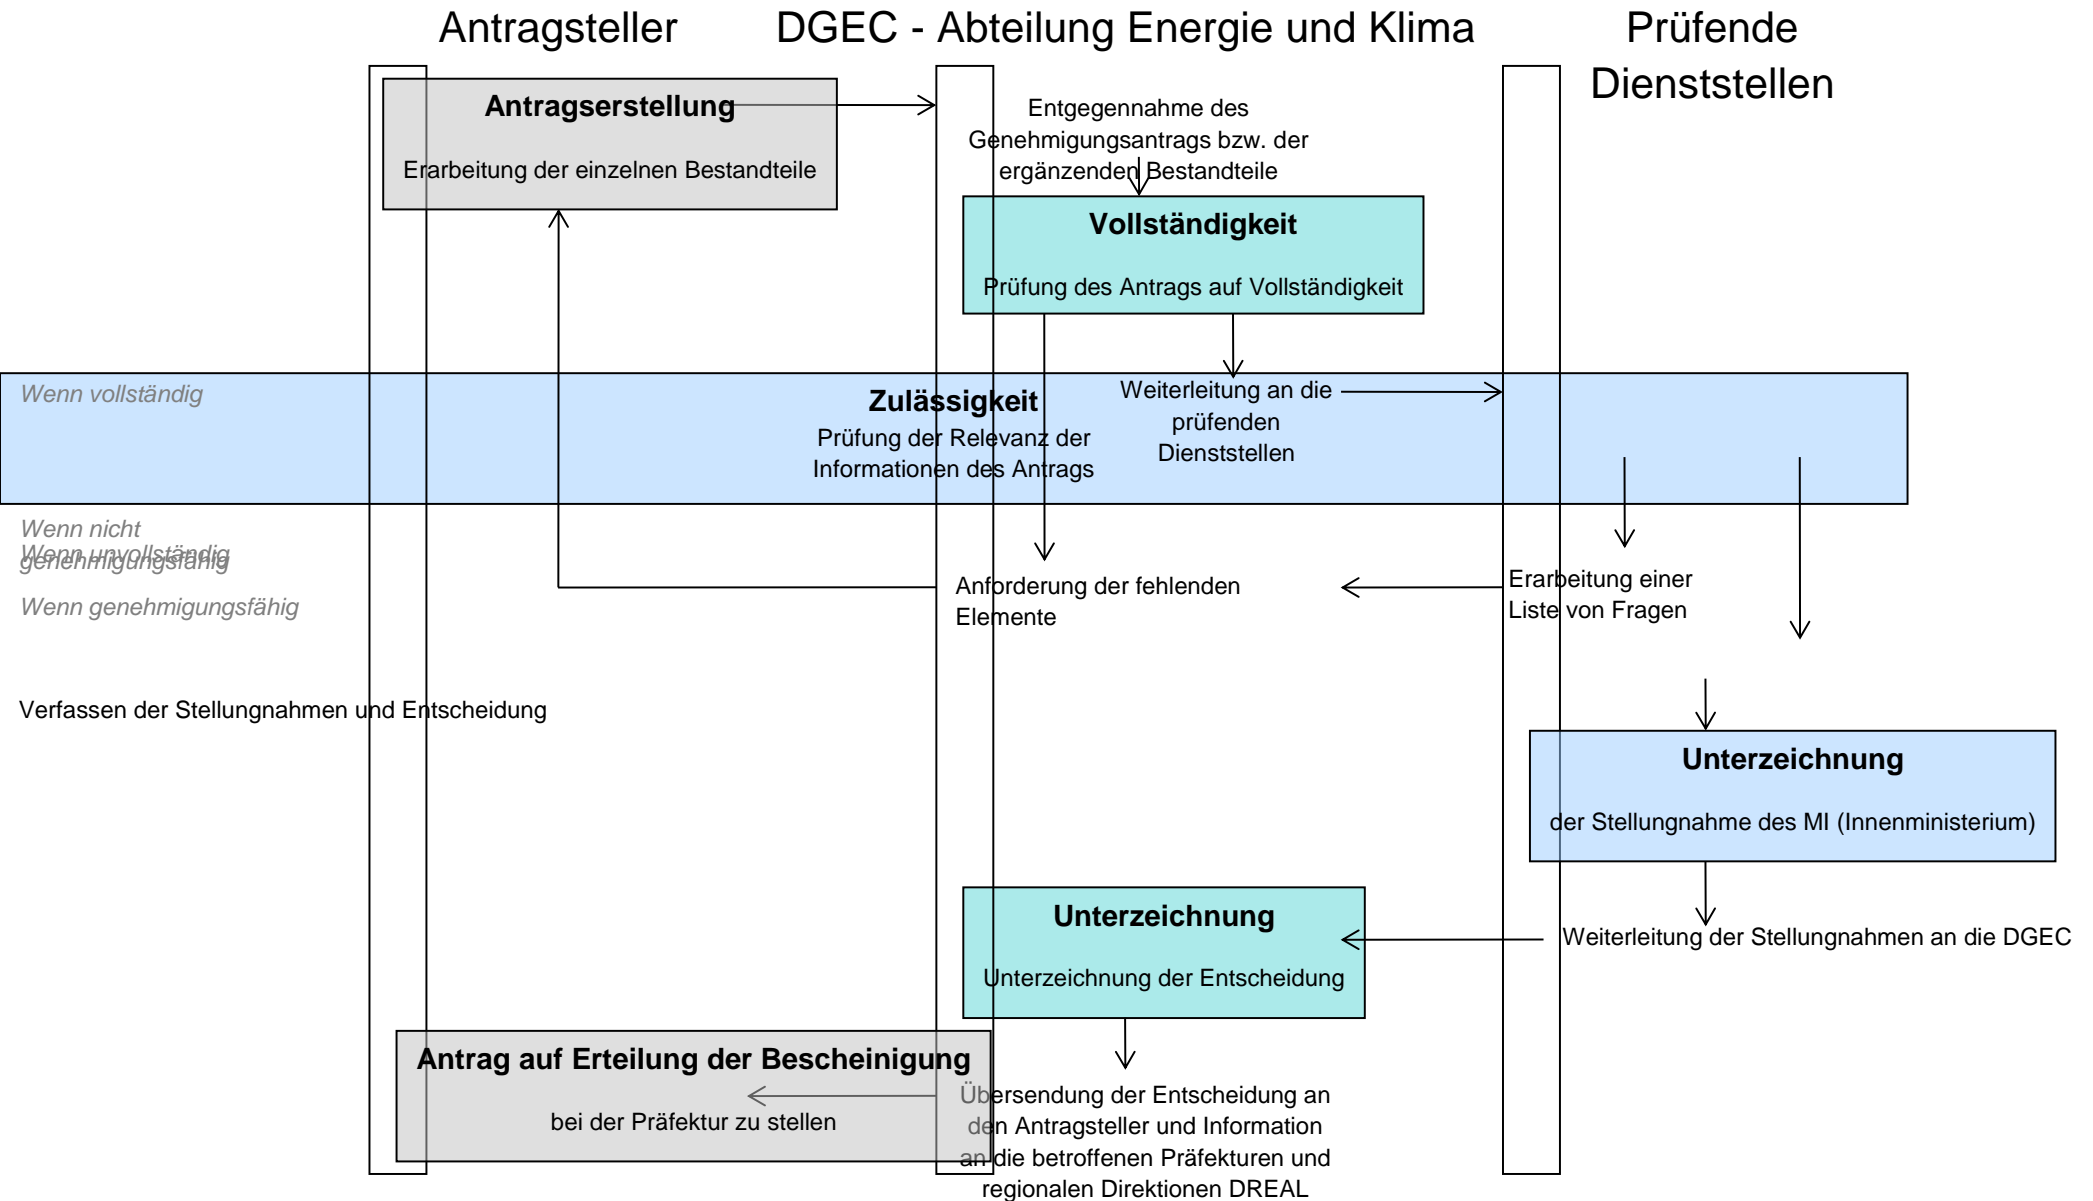 Antragsteller
DGEC - Abteilung Energie und Klima
Prüfende
Dienststellen
Antragserstellung
Erarbeitung der einzelnen Bestandteile
Entgegennahme des
Genehmigungsantrags bzw. der
ergänzenden Bestandteile
Vollständigkeit
Prüfung des Antrags auf Vollständigkeit
Wenn vollständig
Zulässigkeit
Prüfung der Relevanz der
Informationen des Antrags
Weiterleitung an die
prüfenden
Dienststellen
Wenn nicht
genehmigungsfähig
Wenn unvollständig
Wenn genehmigungsfähig
Anforderung der fehlenden
Elemente
Erarbeitung einer
Liste von Fragen
Verfassen der Stellungnahmen und Entscheidung
Unterzeichnung
der Stellungnahme des MI (Innenministerium)
Unterzeichnung
Unterzeichnung der Entscheidung
Weiterleitung der Stellungnahmen an die DGEC
Antrag auf Erteilung der Bescheinigung
bei der Präfektur zu stellen
Übersendung der Entscheidung an
den Antragsteller und Information
an die betroffenen Präfekturen und
regionalen Direktionen DREAL